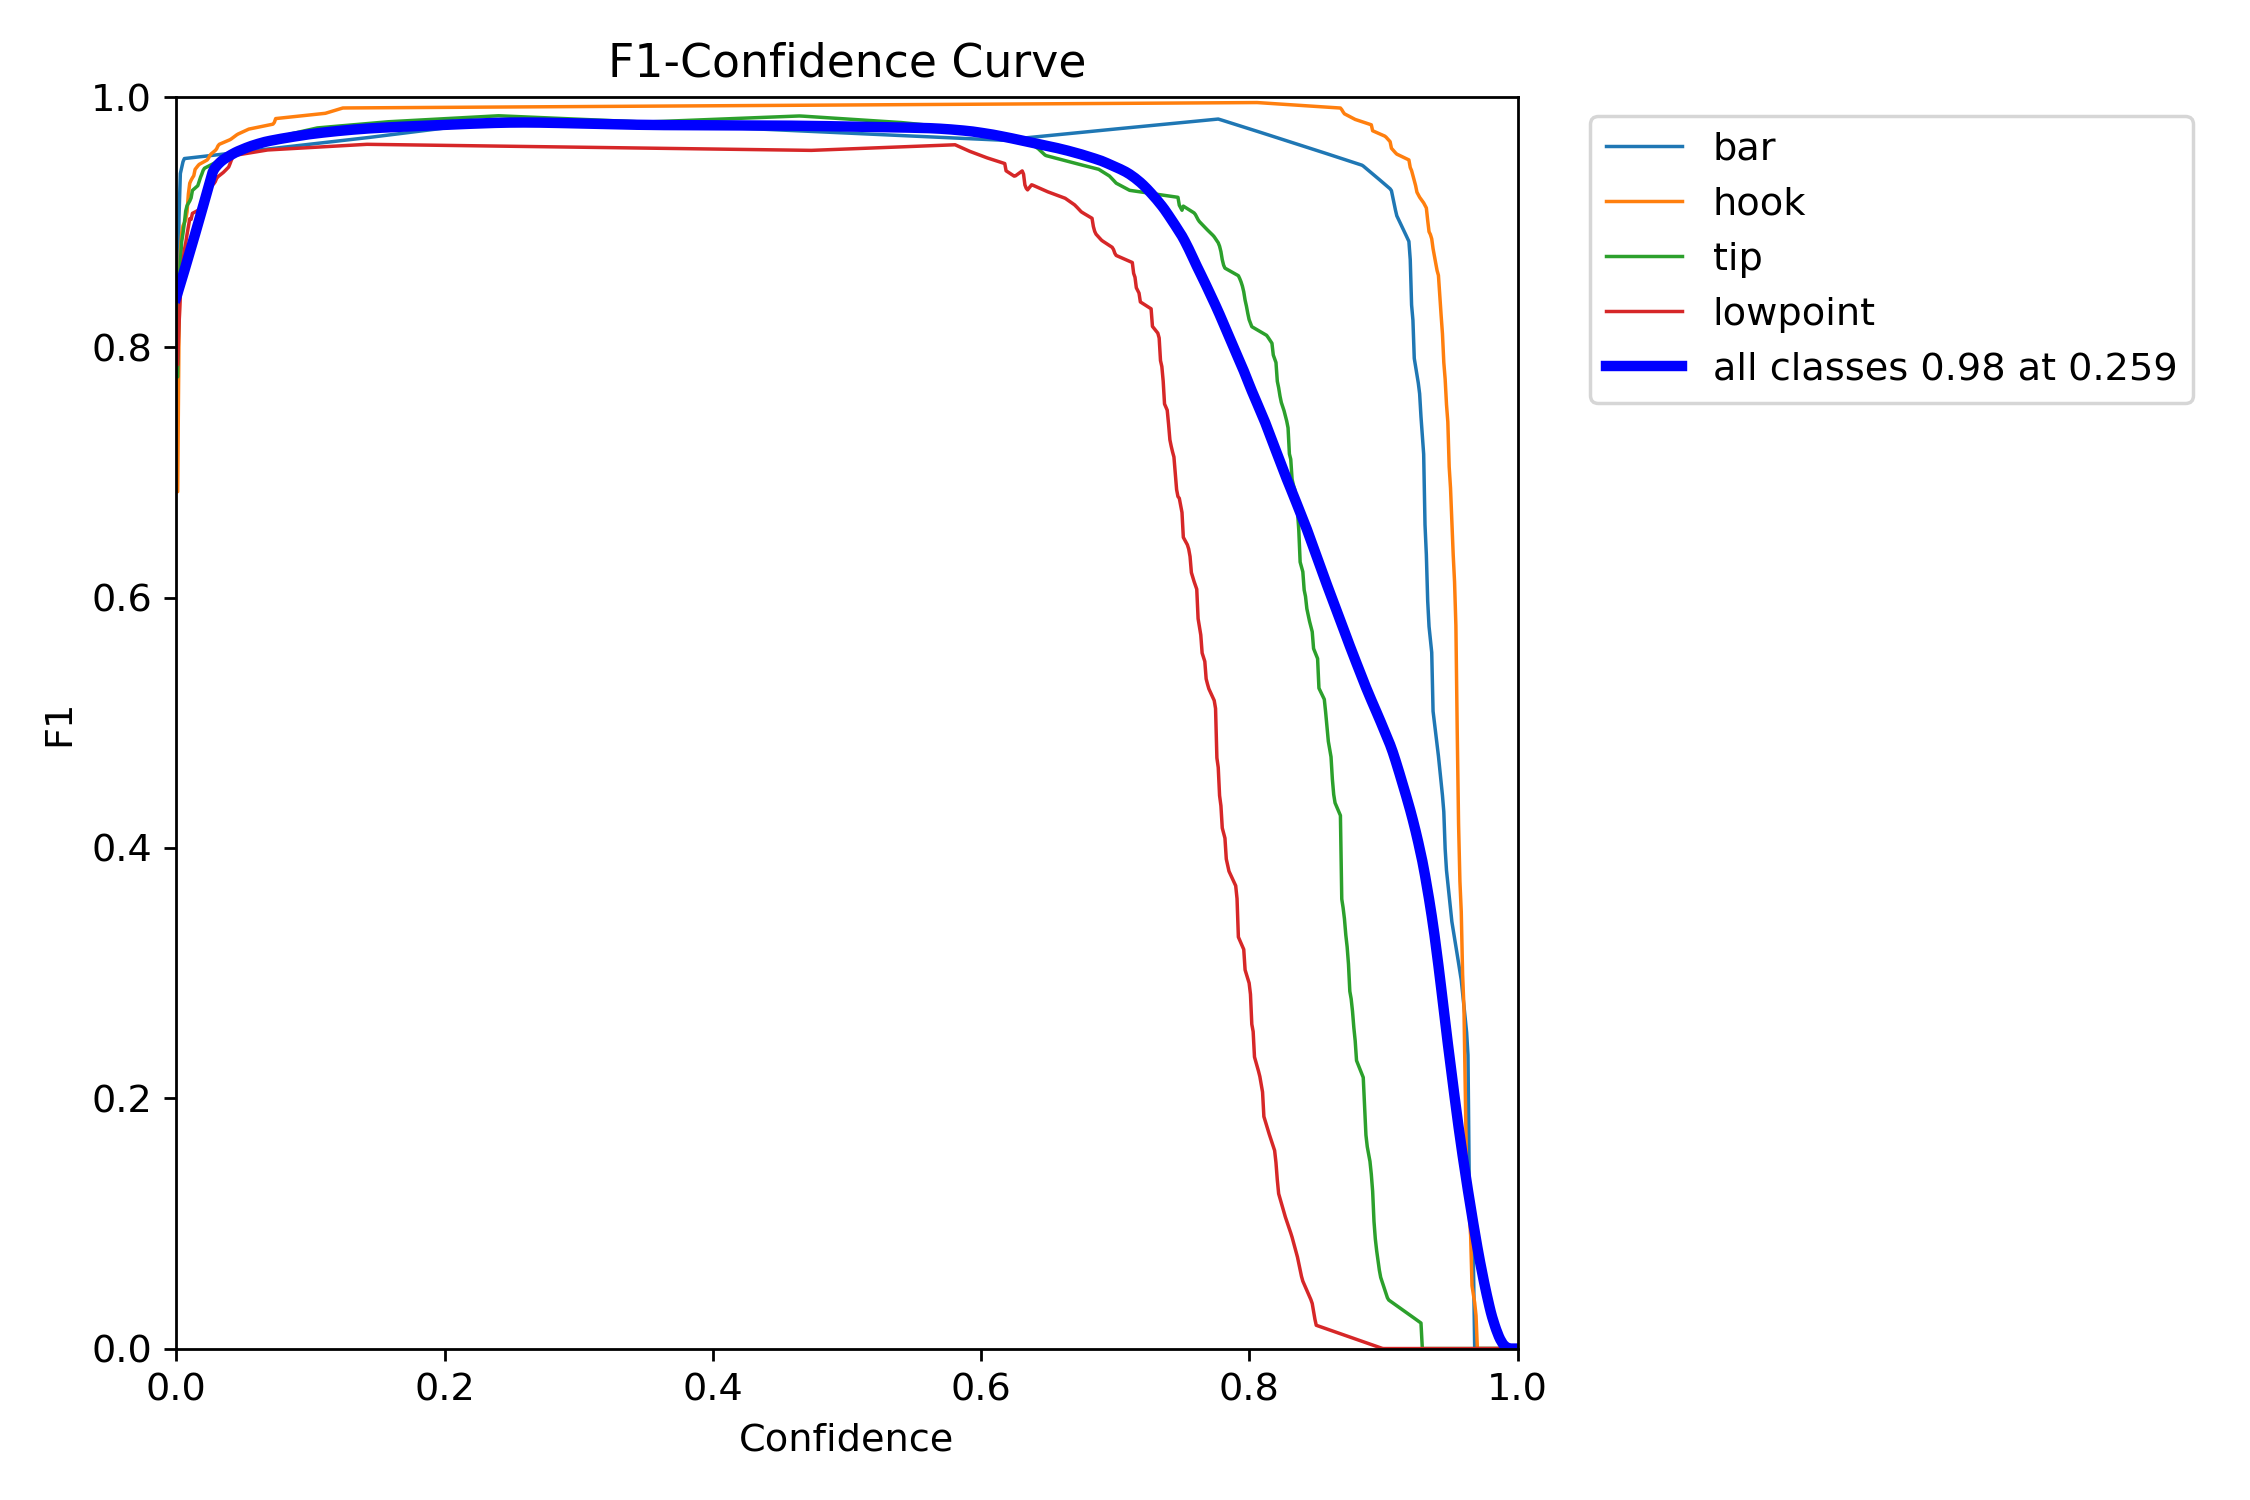 F1-Confidence Curve
1.0
0.8
0.6
0.4
0.2
0.0
F1
0.0 0.2 0.4 0.6 0.8 1.0
Confidence
bar
hook
tip
lowpoint
all classes 0.98 at 0.259